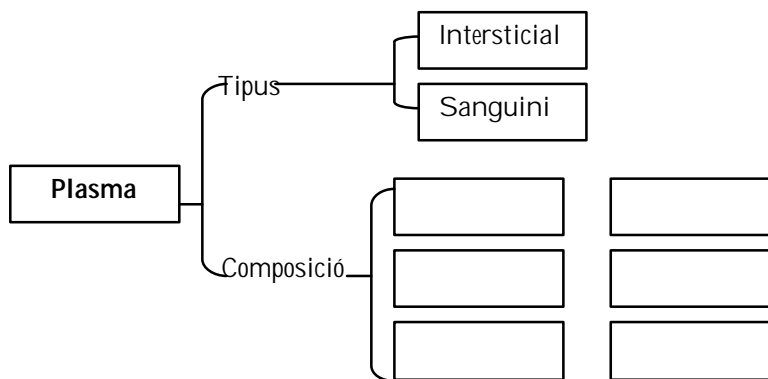 Intersticial
Tipus
Sanguini
Plasma
Composició